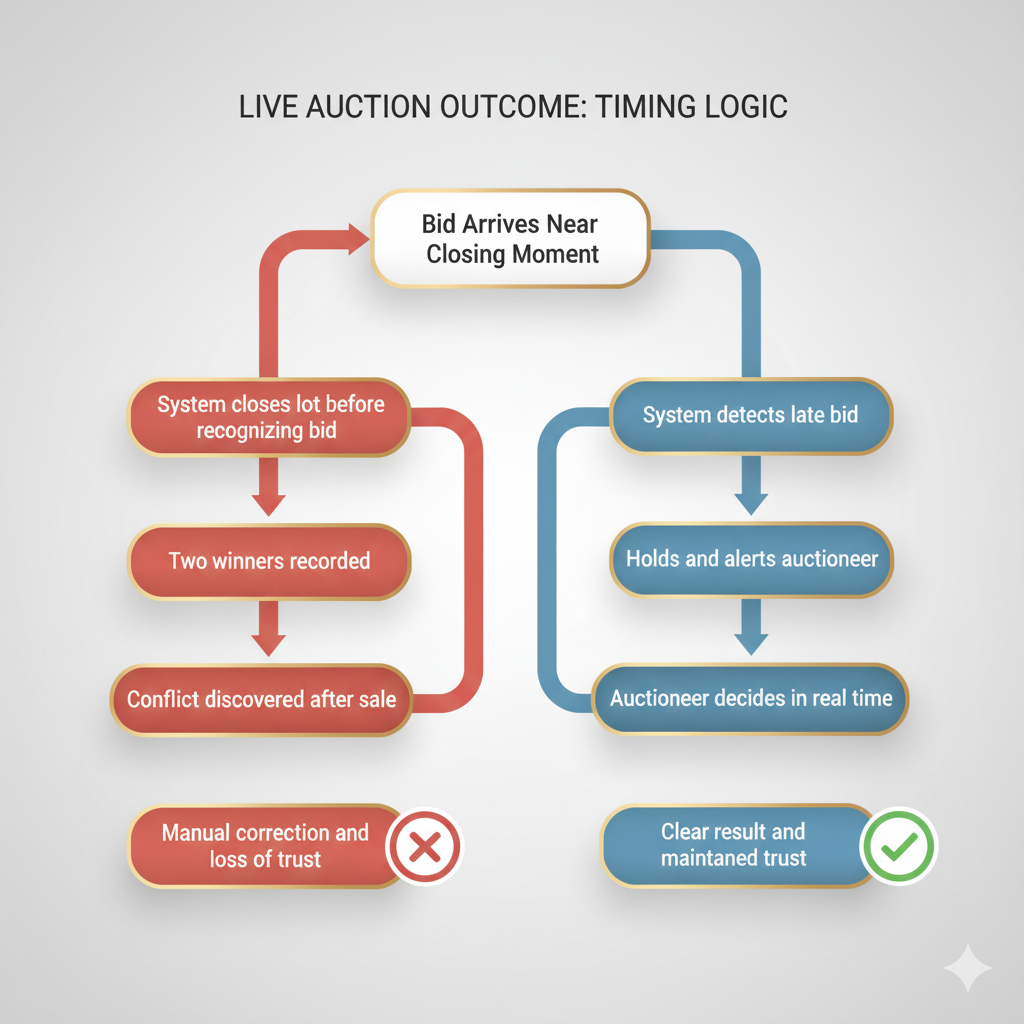 LIVE AUCTION OUTCOME: TIMING LOGIC
Bid Arrives Near
Closing Moment
System closes lot before
recognizing bid
Two winners recorded
Conflict discovered after sale
Manual correction and
loss of trust
System detects late bid
Holds and alerts auctioneer
Auctioneer decides in real time
Clear result and
maintaned trust